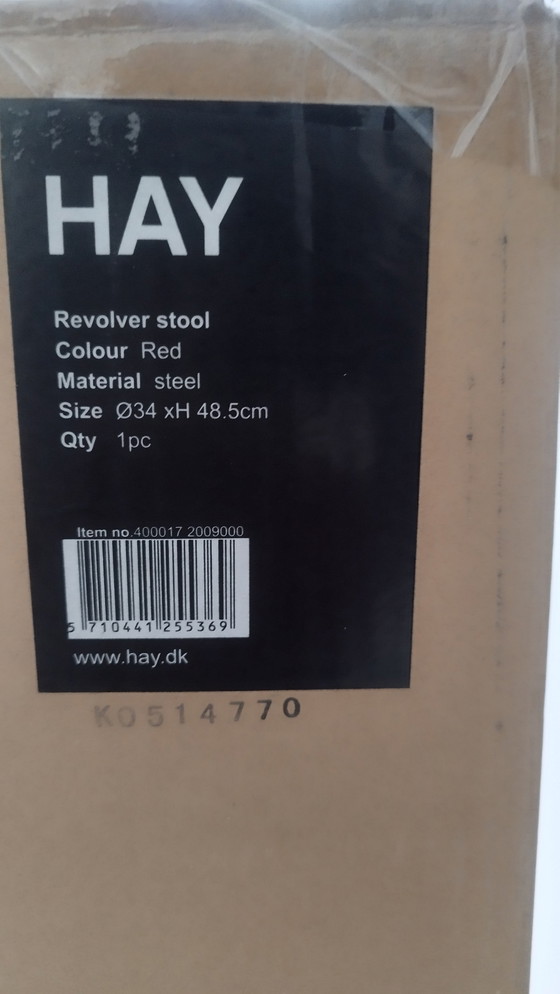 HAY
Revolver stool
Colour Red
Material steel
Size Ø34 xH 48.5cm
Qty 1pc
Item no.400017 2009000
5 710441 255369
www.hay.dk
K0514770